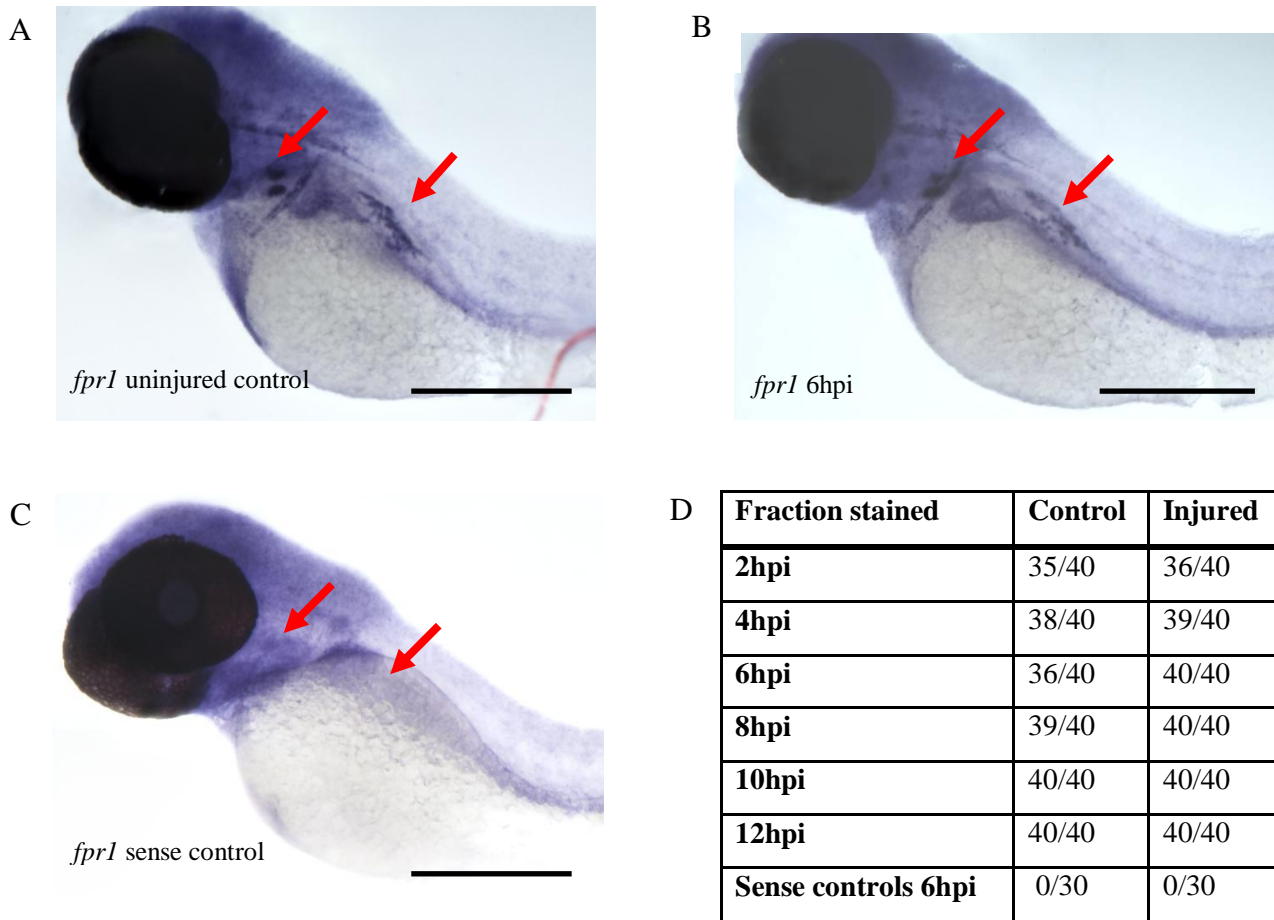 A
fpr1 uninjured control
B
fpr1 6hpi
C
fpr1 sense control
D
Fraction stained Control Injured
2hpi 35/40 36/40
4hpi 38/40 39/40
6hpi 36/40 40/40
8hpi 39/40 40/40
10hpi 40/40 40/40
12hpi 40/40 40/40
Sense controls 6hpi 0/30 0/30